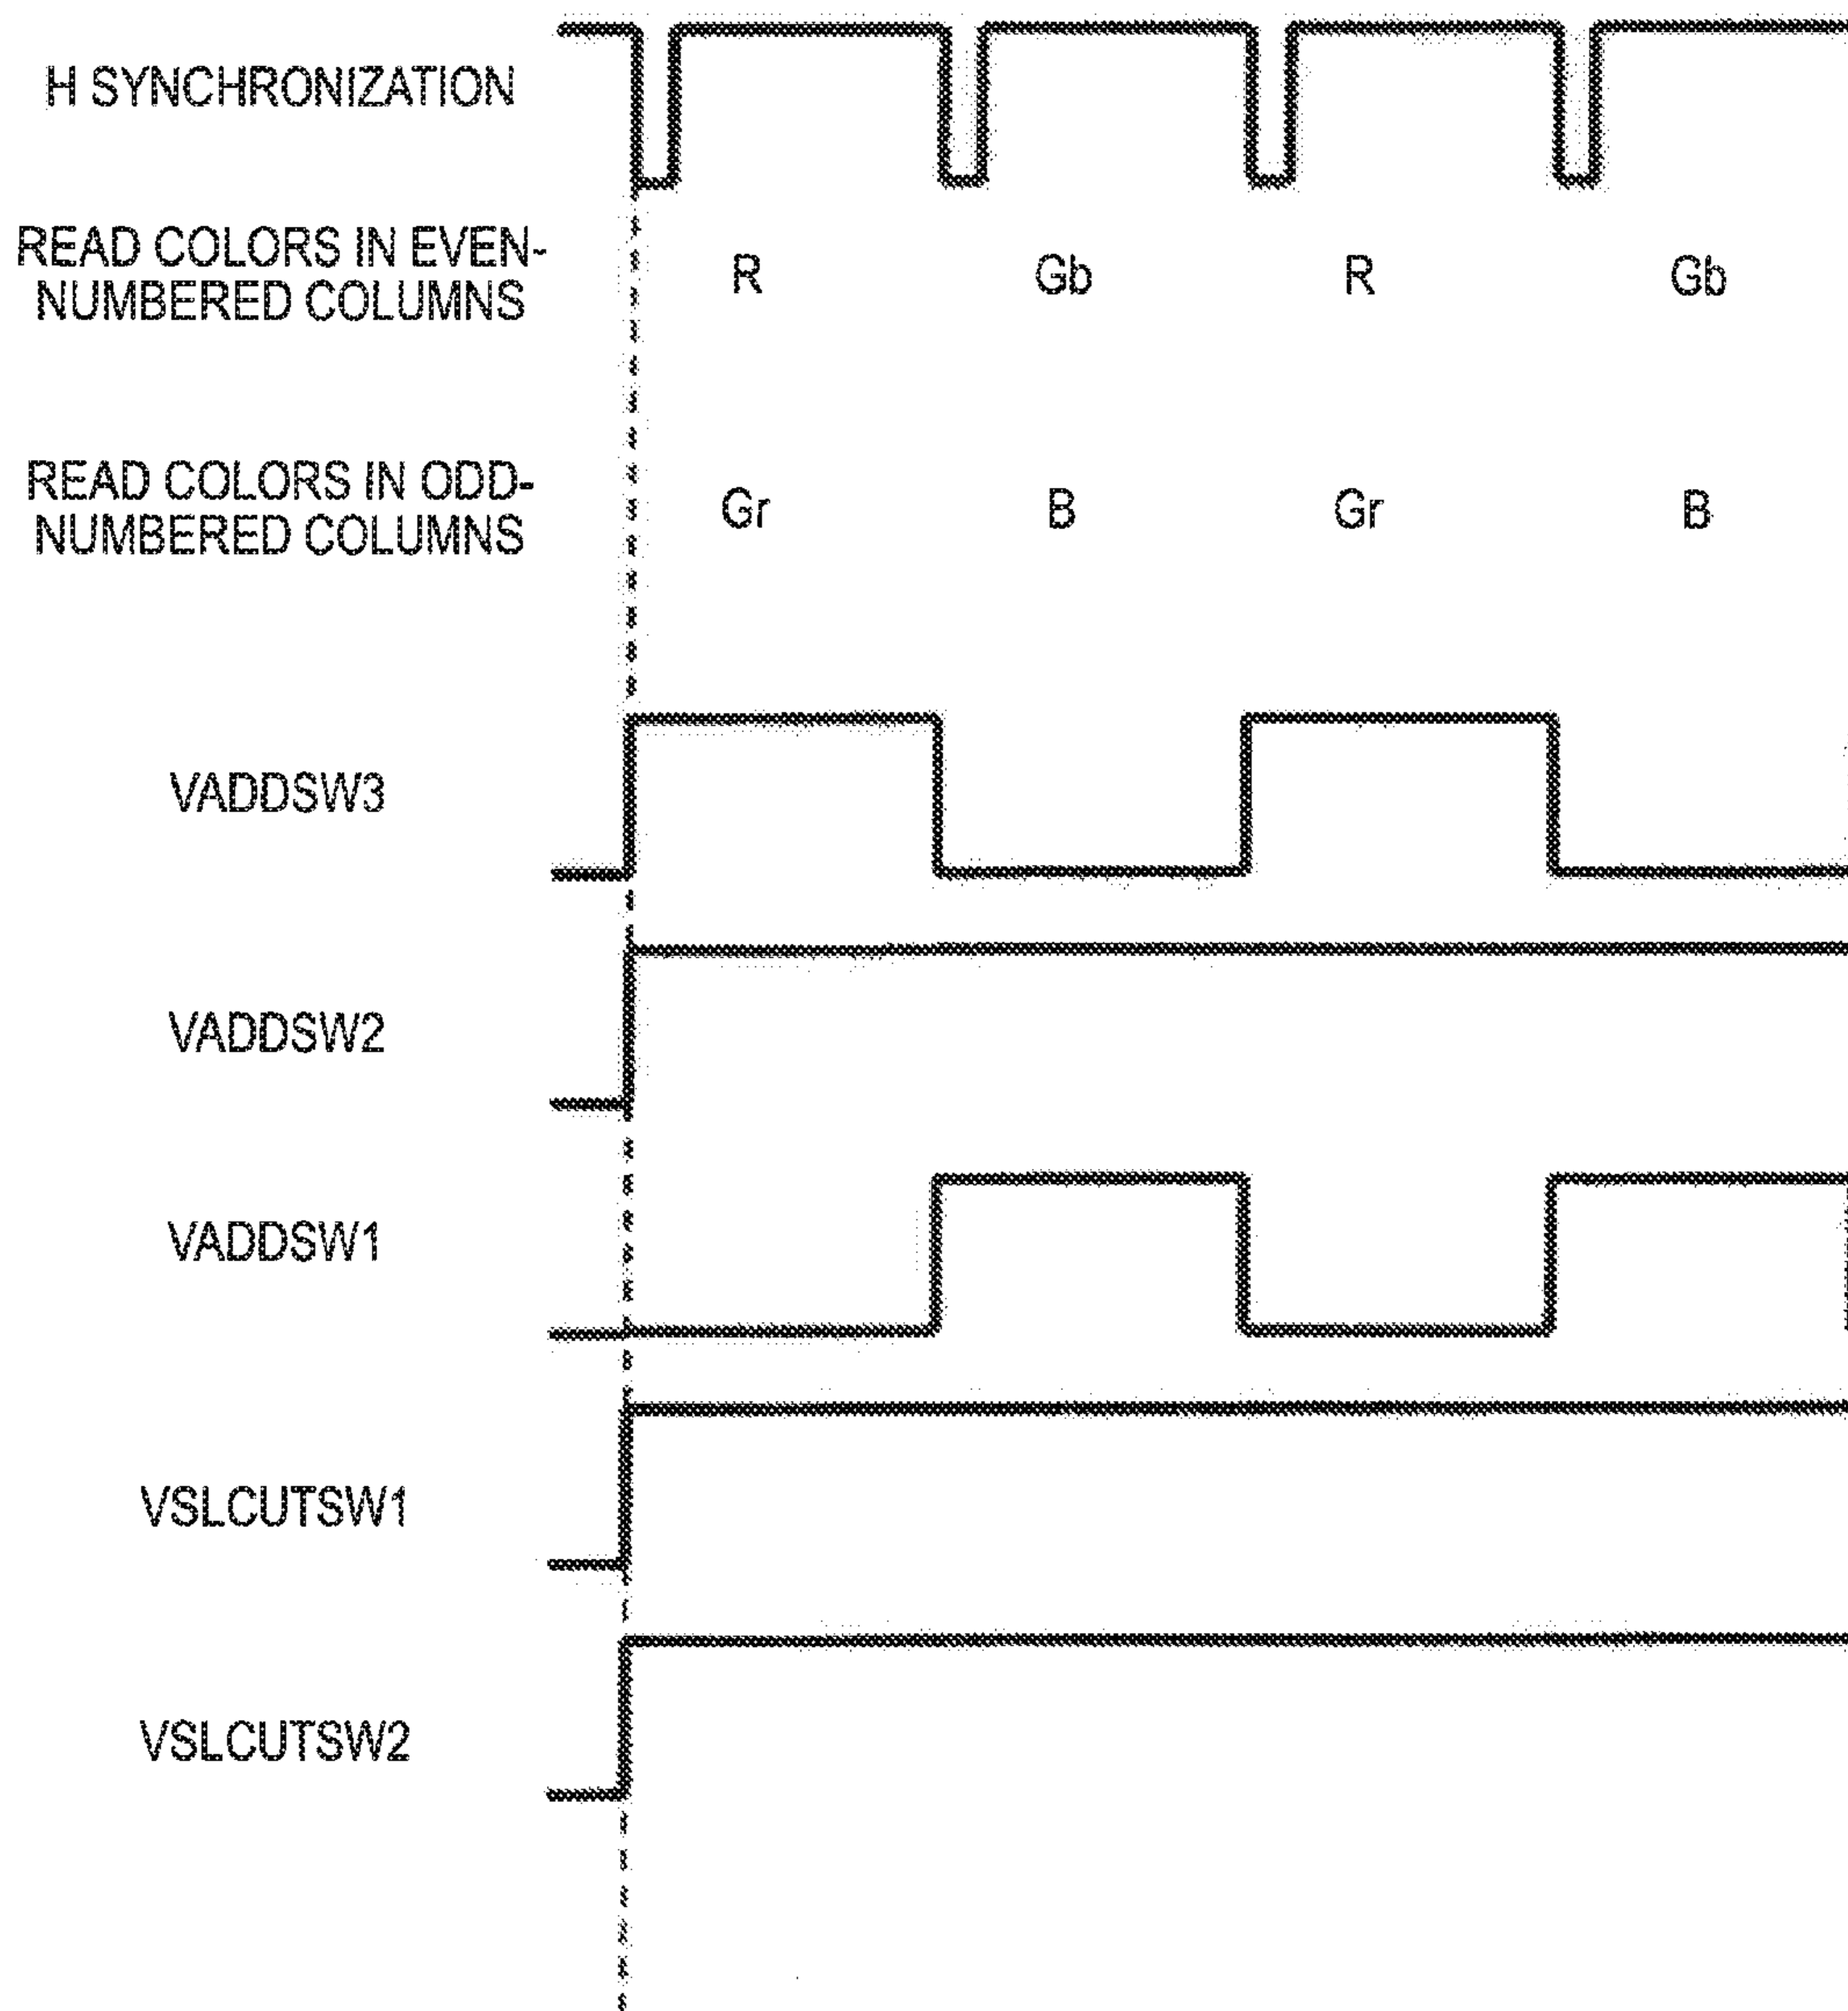 H SYNCHRONIZATION
READ COLORS IN EVEN-
NUMBERED COLUMNS
R Gb R Gb
READ COLORS IN ODD-
NUMBERED COLUMNS
Gr B Gr B
VADDSW3
VADDSW2
VADDSW1
VSLCUTSW1
VSLCUTSW2